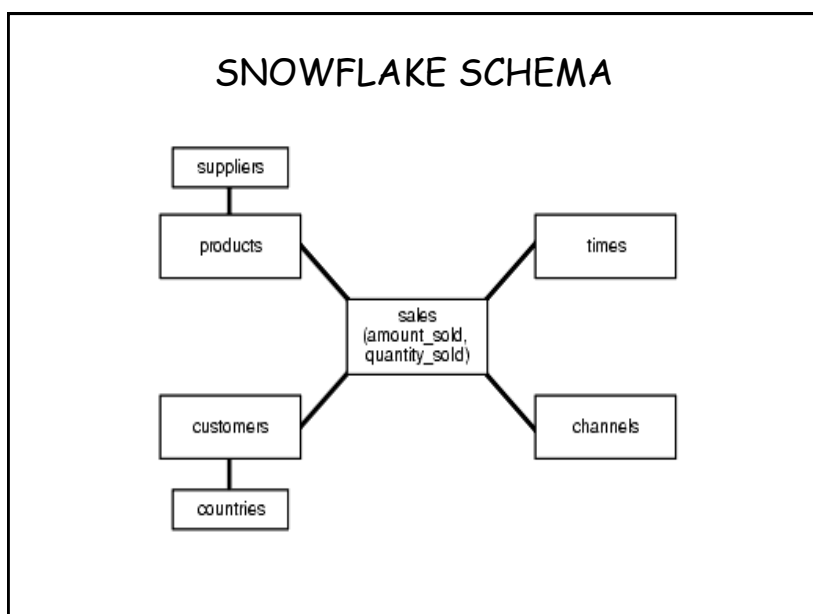 SNOWFLAKE SCHEMA
suppliers
products
times
sales
(amount_sold,
quantity_sold)
customers
channels
countries